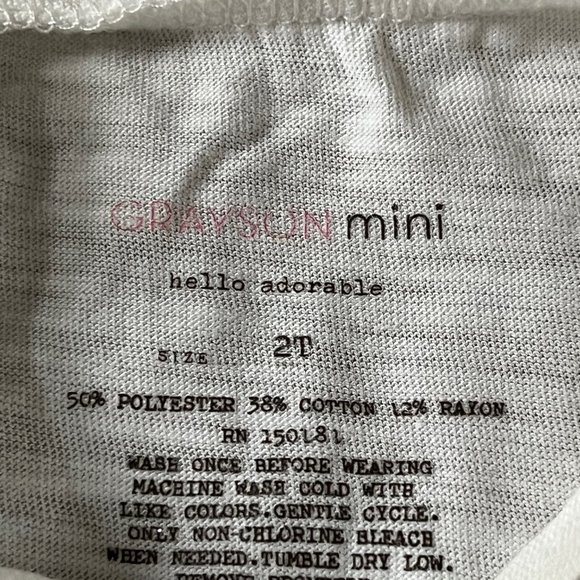 GRAYSON mini
hello adorable
SIZE 2T
50% POLYESTER 38% COTTON 12% RAYON
RN 150181
WASH ONCE BEFORE WEARING
MACHINE WASH COLD WITH
LIKE COLORS.GENTLE CYCLE.
ONLY NON-CHLORINE BLEACH
WHEN NEEDED.TUMBLE DRY LOW.